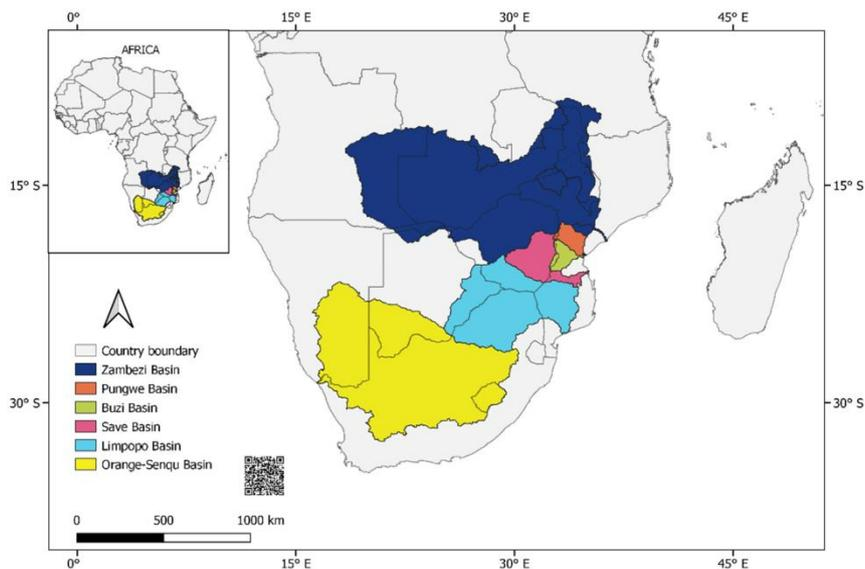 0°
15° E
30° E
45° E
AFRICA
15° S
15° S
Country boundary
Zambezi Basin
Pungwe Basin
Buzi Basin
Save Basin
Limpopo Basin
Orange-Senqu Basin
30° S
30° S
0
500
1000 km
0°
15° E
30° E
45° E